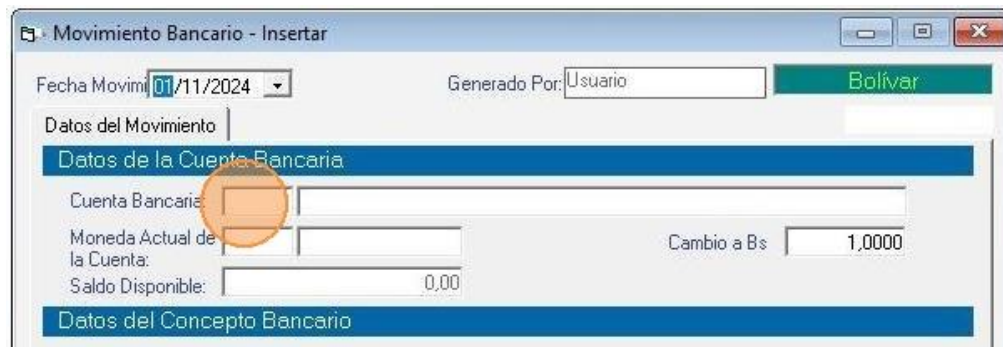 Movimiento Bancario - Insertar
Fecha Movimi 01/11/2024 Generado Por: Usuario Bolívar
Datos del Movimiento
Datos de la Cuenta Bancaria
Cuenta Bancaria:
Moneda Actual de la Cuenta: Cambio a Bs 1,0000
Saldo Disponible: 0,00
Datos del Concepto Bancario